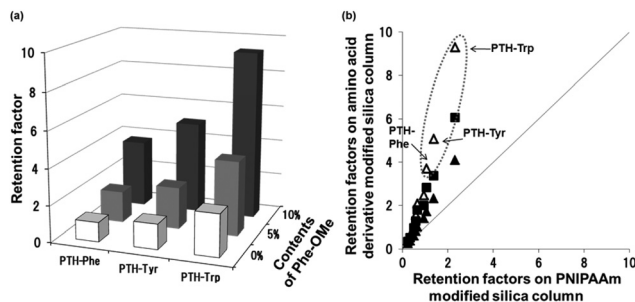 (a)
10
8
6
4
2
0
Retention factor
PTH-Phe
PTH-Tyr
PTH-Trp
0%
5%
10%
Contents
of Phe-OMe
(b)
Retention factors on amino acid
derivative modified silica column
10
8
6
4
2
0
PTH-Trp
PTH-
Phe
PTH-Tyr
0 2 4 6 8 10
Retention factors on PNIPAAm
modified silica column